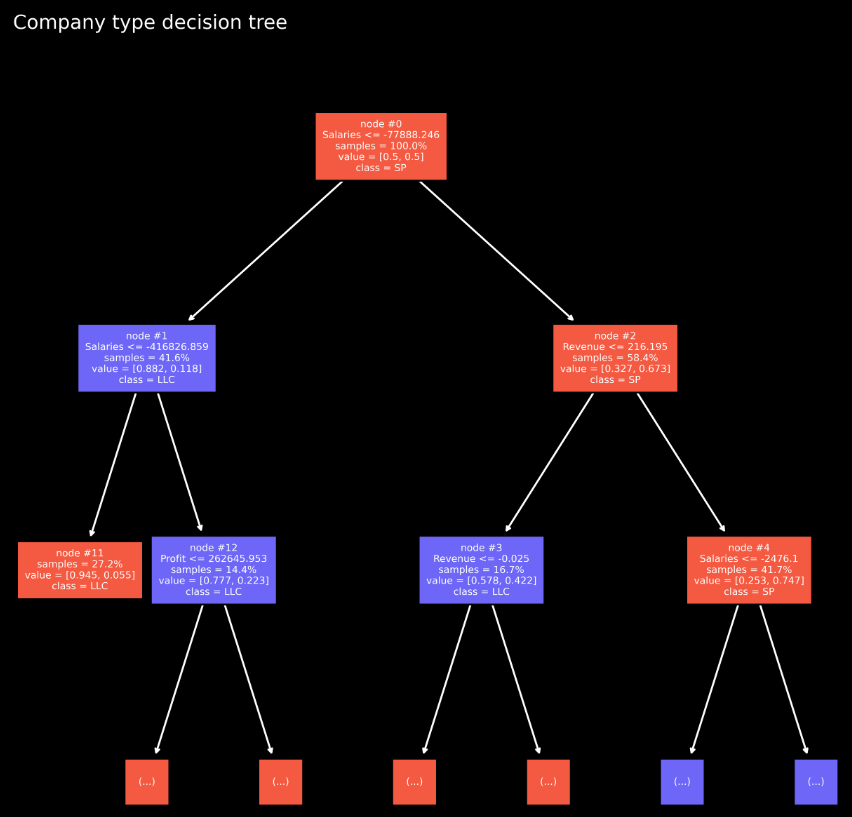 Company type decision tree
node #0
Salaries <= -77888.246
samples = 100.0%
value = [0.5, 0.5]
class = SP
node #1
Salaries <= -416826.859
samples = 41.6%
value = [0.882, 0.118]
class = LLC
node #2
Revenue <= 216.195
samples = 58.4%
value = [0.327, 0.673]
class = SP
node #11
samples = 27.2%
value = [0.945, 0.055]
class = LLC
node #12
Profit <= 262645.953
samples = 14.4%
value = [0.777, 0.223]
class = LLC
node #3
Revenue <= -0.025
samples = 16.7%
value = [0.578, 0.422]
class = LLC
node #4
Salaries <= -2476.1
samples = 41.7%
value = [0.253, 0.747]
class = SP
(...)
(...)
(...)
(...)
(...)
(...)